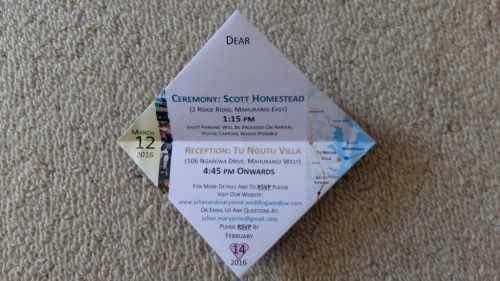 DEAR
CEREMONY: SCOTT HOMESTEAD
(2 RIDGE ROAD, MAHURANGI EAST)
1:15 PM
VALET PARKING WILL BE PROVIDED ON ARRIVAL,
PLEASE CARPOOL WHERE POSSIBLE
MARCH
12
2016
RECEPTION: TU NGUTU VILLA
(106 NGAREWA DRIVE, MAHURANGI WEST)
4:45 PM ONWARDS
FOR MORE DETAILS AND TO RSVP PLEASE
VISIT OUR WEBSITE:
OR EMAIL US ANY QUESTIONS AT:
PLEASE RSVP BY
FEBRUARY
14
2016